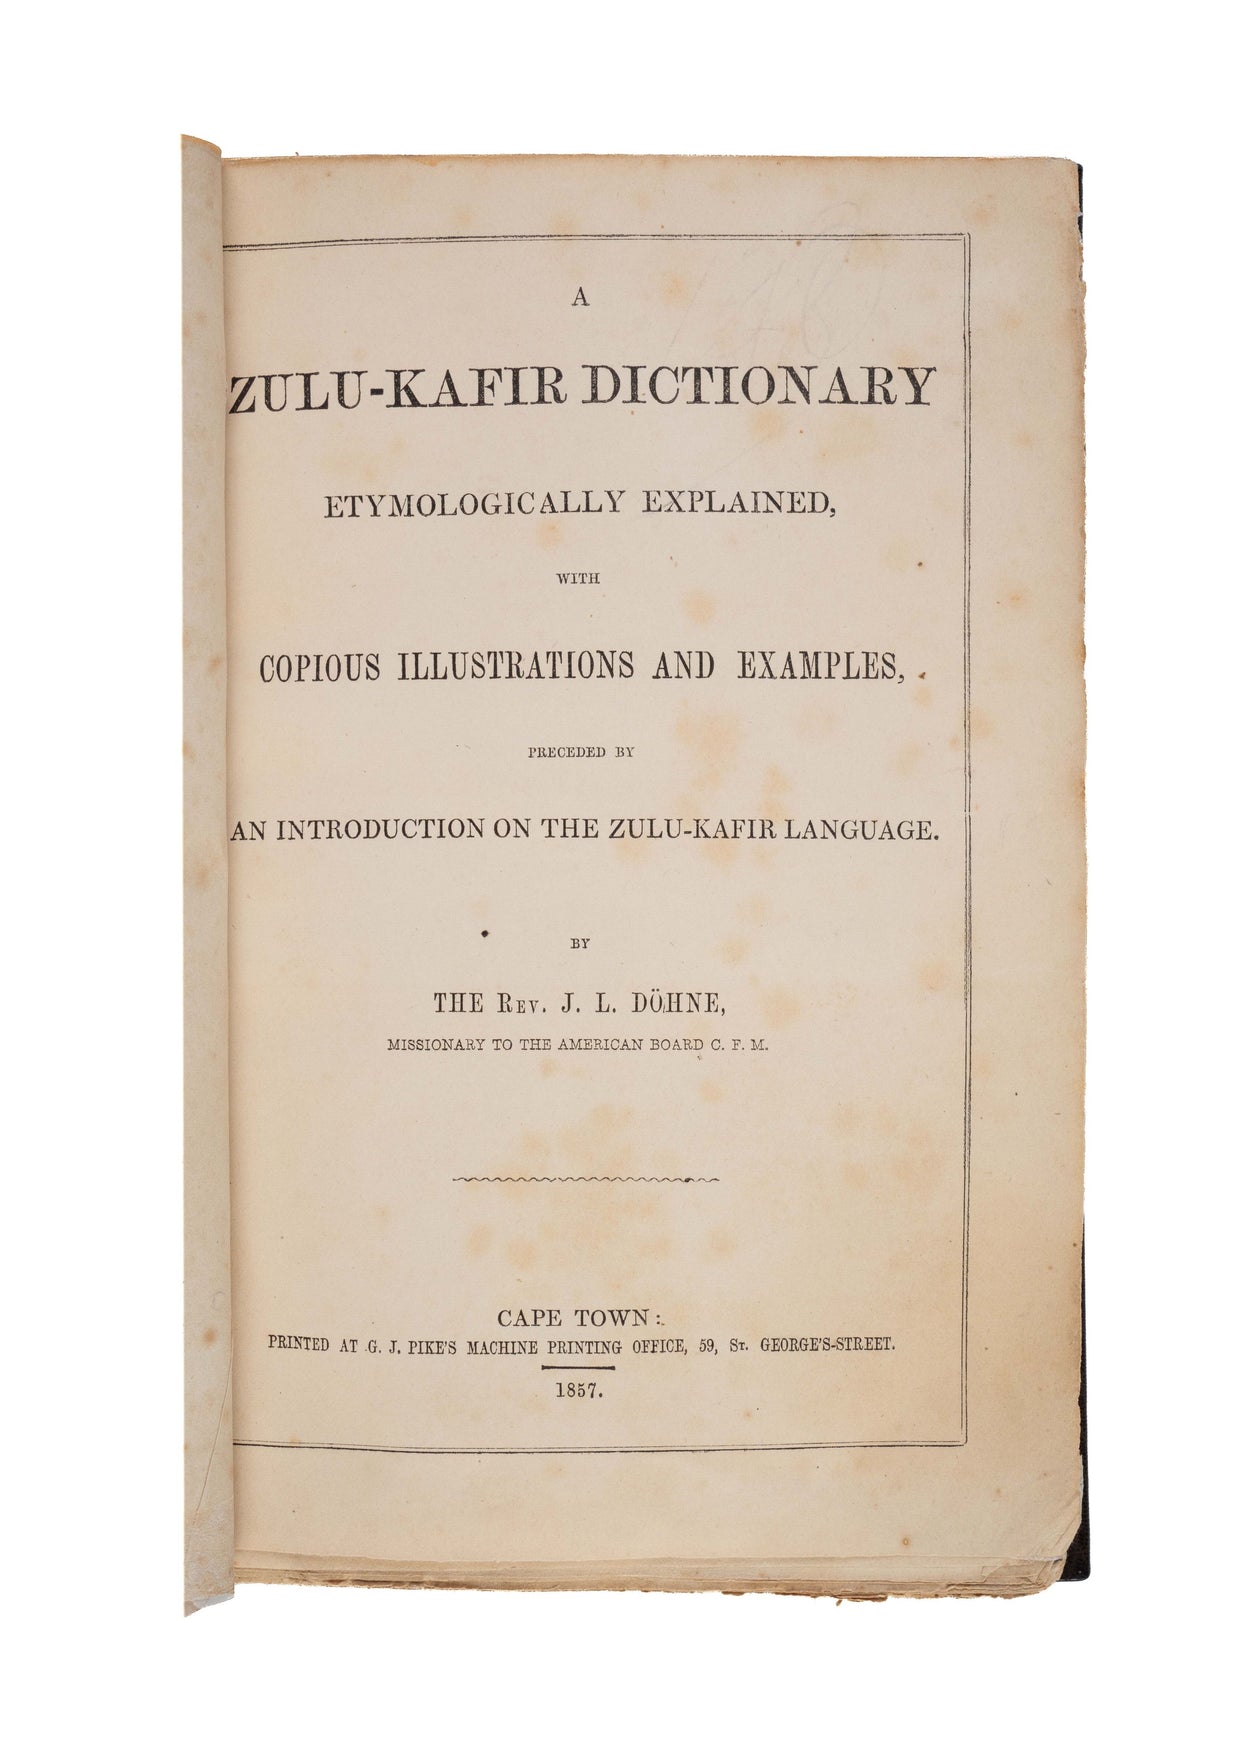 A
ZULU-KAFIR DICTIONARY
ETYMOLOGICALLY EXPLAINED,
WITH
COPIOUS ILLUSTRATIONS AND EXAMPLES,
PRECEDED BY
AN INTRODUCTION ON THE ZULU-KAFIR LANGUAGE.
BY
THE REV. J. L. DÖHNE,
MISSIONARY TO THE AMERICAN BOARD C. F. M.
CAPE TOWN:
PRINTED AT G. J. PIKE'S MACHINE PRINTING OFFICE, 59, ST. GEORGE'S-STREET.
1857.